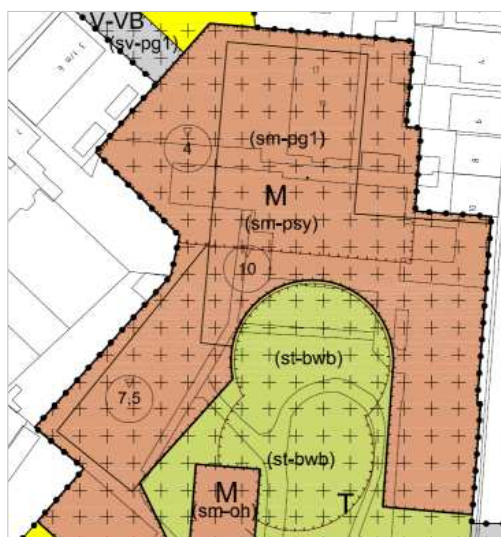 V-VB
(sv-pg1)
(sm-pg1)
4
M
(sm-psy)
10
(st-bwb)
7,5
(st-bwb)
M
(sm-oh)
T